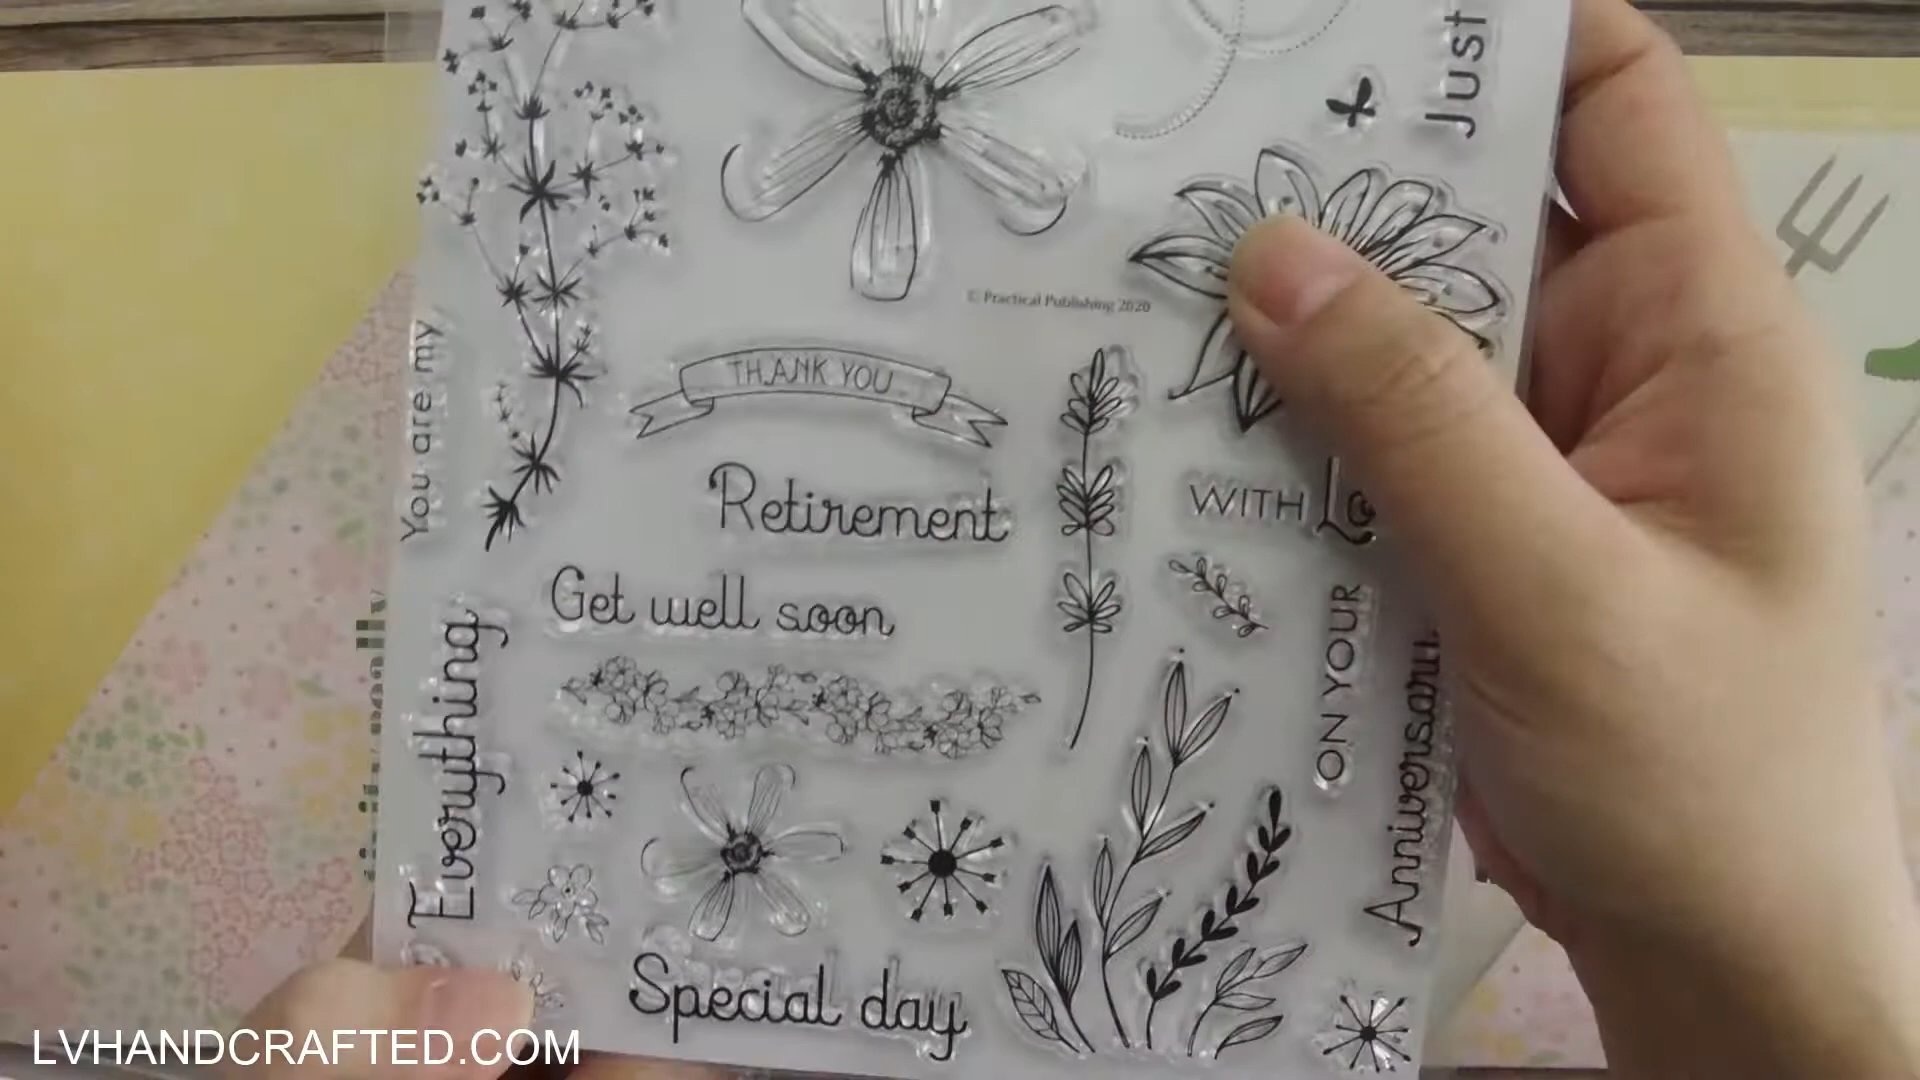 Just
© Practical Publishing 2020
You are my
THANK YOU
Retirement
WITH
Get well soon
ON YOUR
Everything
Anniversary
Special day
LVHANDCRAFTED.COM